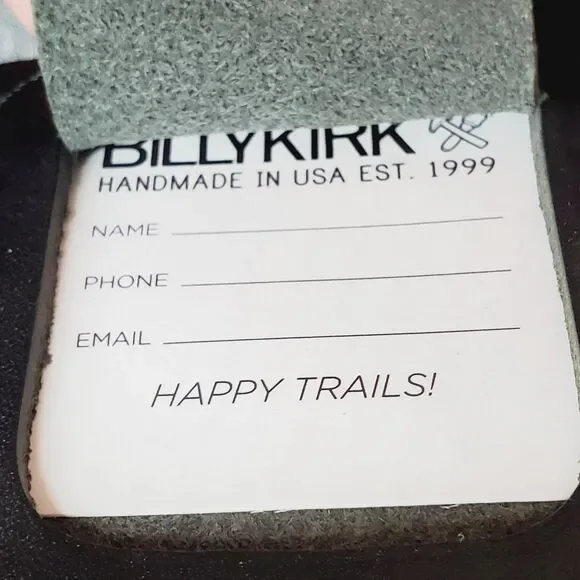 BILLYKIRK
HANDMADE IN USA EST. 1999
NAME
PHONE
EMAIL
HAPPY TRAILS!